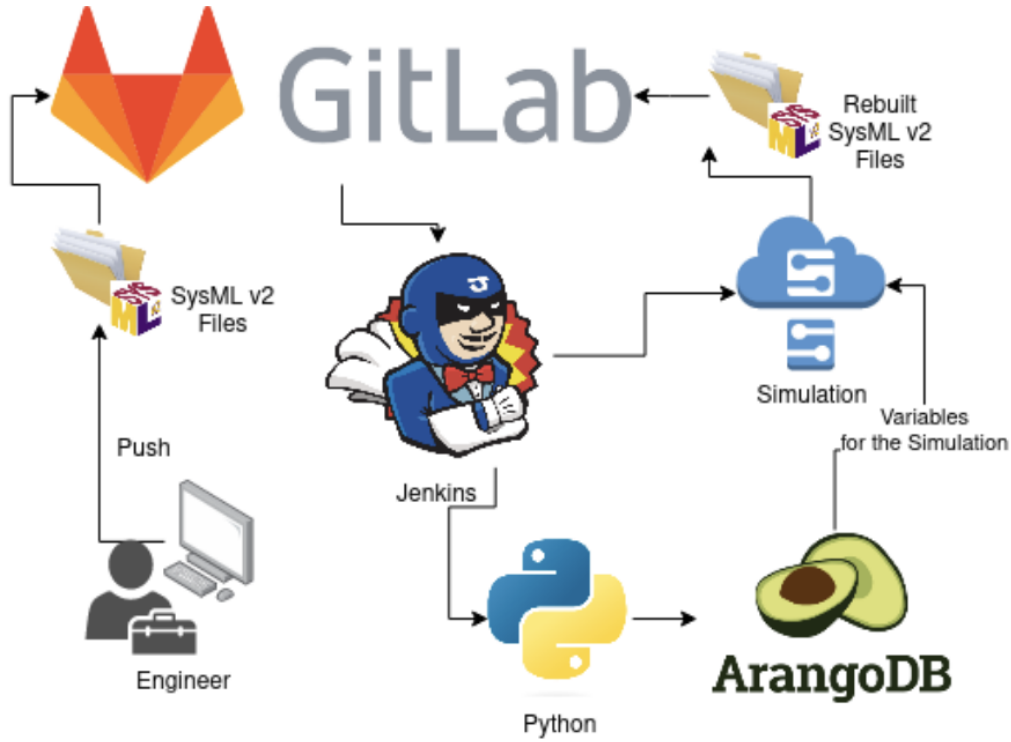 GitLab
Rebuilt
SysML v2
Files
SysML v2
Files
Simulation
Variables
for the Simulation
Push
Jenkins
Engineer
Python
ArangoDB